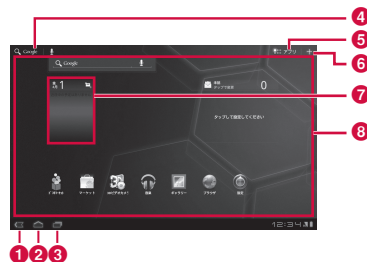 4
5
6
7
8
Google
アプリ
Google
1
0
タップして設定してください
マーケット
音楽
ギャラリー
ブラウザ
12:34
1 2 3